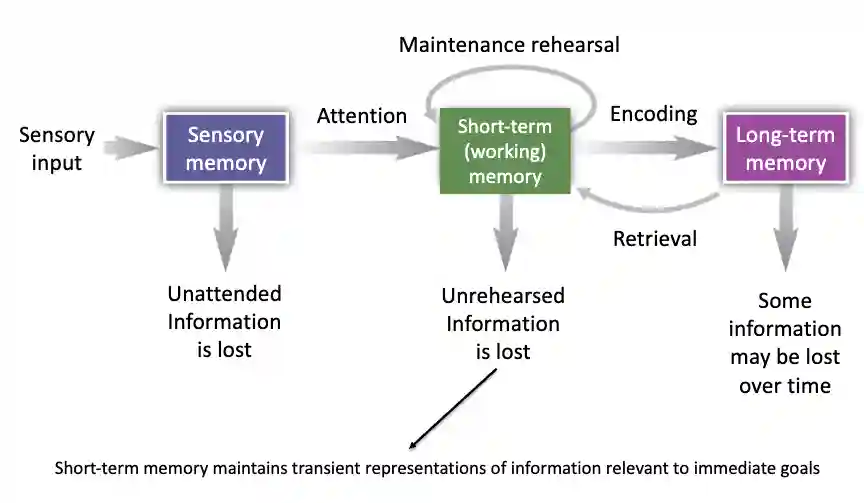 Maintenance rehearsal
Sensory
input
Sensory
memory
Attention
Short-term
(working)
memory
Encoding
Long-term
memory
Retrieval
Unattended
Information
is lost
Unrehearsed
Information
is lost
Some
information
may be lost
over time
Short-term memory maintains transient representations of information relevant to immediate goals